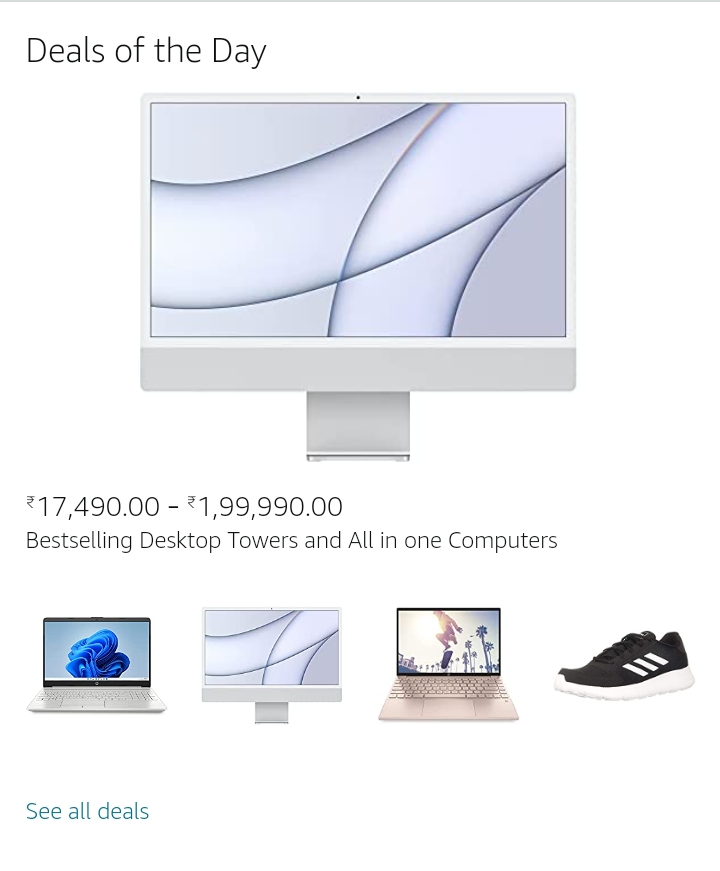 Deals of the Day
₹17,490.00 - ₹1,99,990.00
Bestselling Desktop Towers and All in one Computers
See all deals